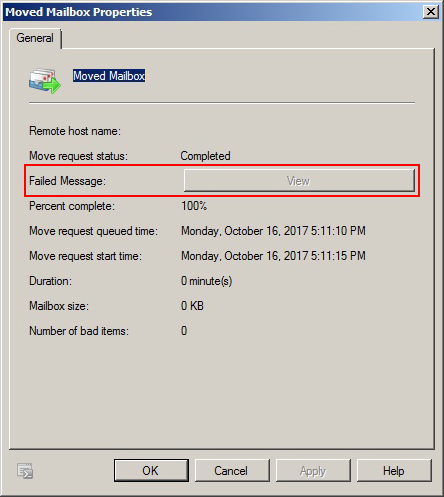 Moved Mailbox Properties
General
Moved Mailbox
Remote host name:
Move request status: Completed
Failed Message: View
Percent complete: 100%
Move request queued time: Monday, October 16, 2017 5:11:10 PM
Move request start time: Monday, October 16, 2017 5:11:15 PM
Duration: 0 minute(s)
Mailbox size: 0 KB
Number of bad items: 0
OK Cancel Apply Help